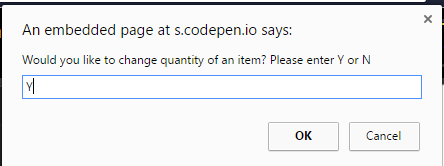 An embedded page at s.codepen.io says:
Would you like to change quantity of an item? Please enter Y or N
Y
OK Cancel